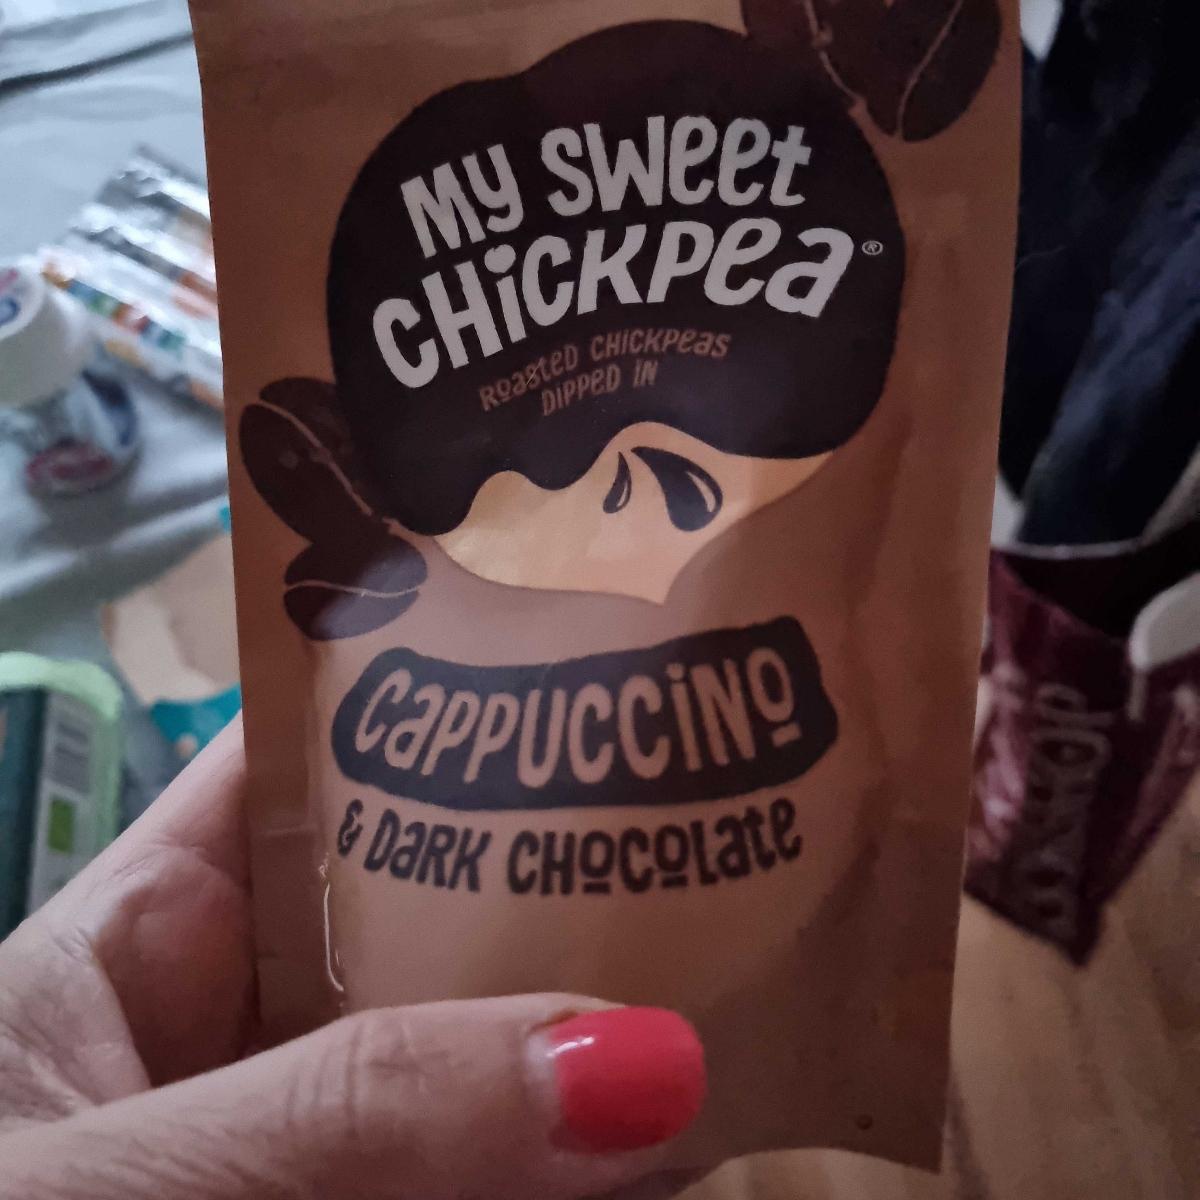 My Sweet
Chickpea®
Roasted Chickpeas
Dipped in
Cappuccino
& Dark Chocolate